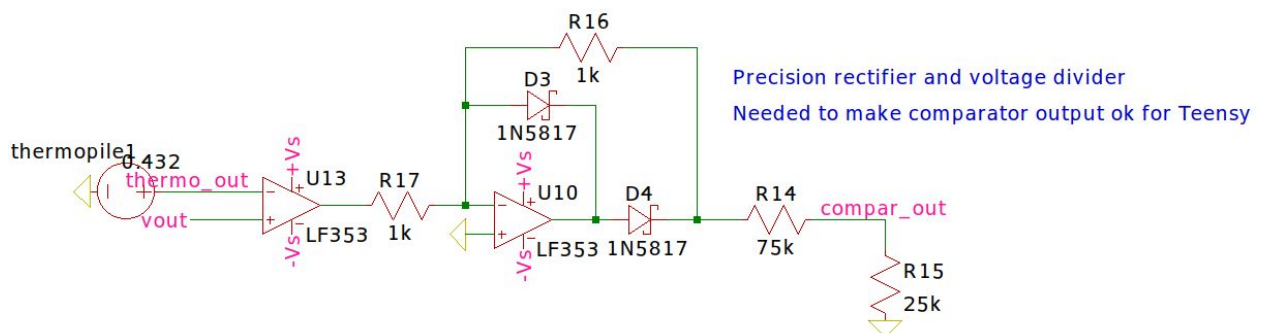 R16
1k
Precision rectifier and voltage divider
D3
Needed to make comparator output ok for Teensy
1N5817
thermopile1
0.432
+Vs
+Vs
thermo_out
U13
R17
U10
D4
R14
compar_out
vout
-Vs
LF353
1k
-Vs
LF353
1N5817
75k
R15
25k